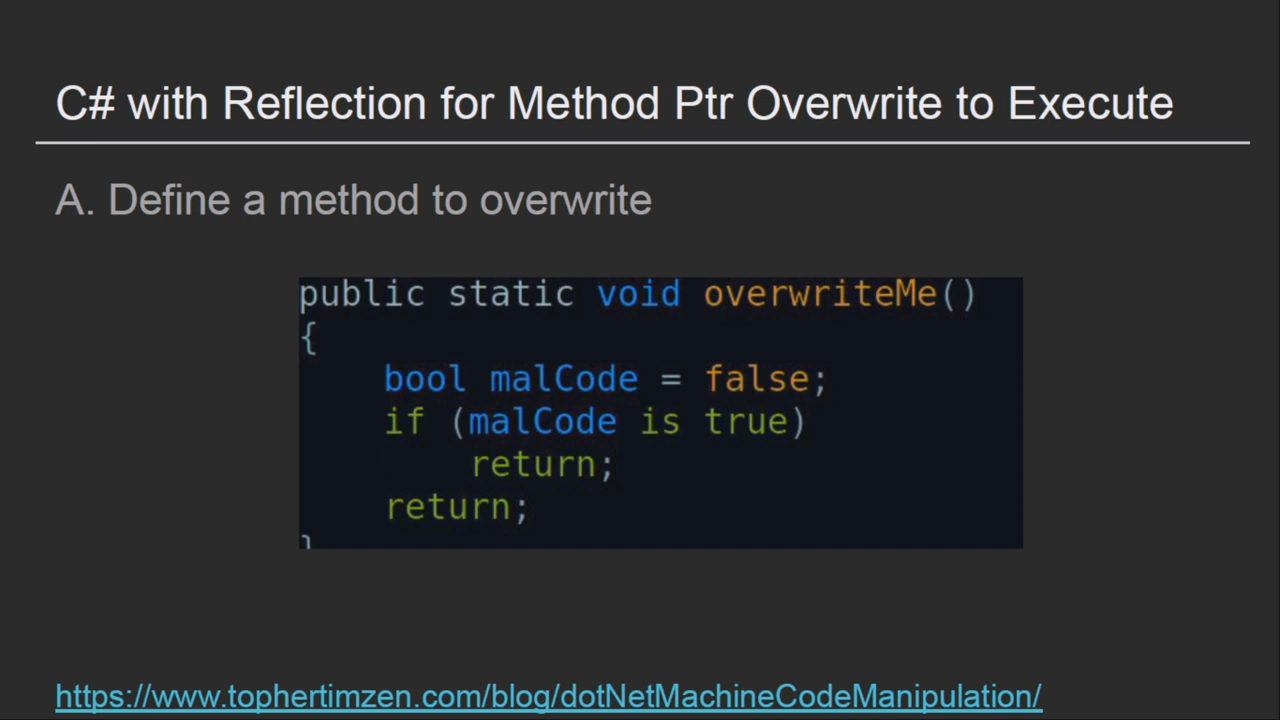 C# with Reflection for Method Ptr Overwrite to Execute
A. Define a method to overwrite
public static void overwriteMe()
{
    bool malCode = false;
    if (malCode is true)
        return;
    return;
}
https://www.tophertimzen.com/blog/dotNetMachineCodeManipulation/